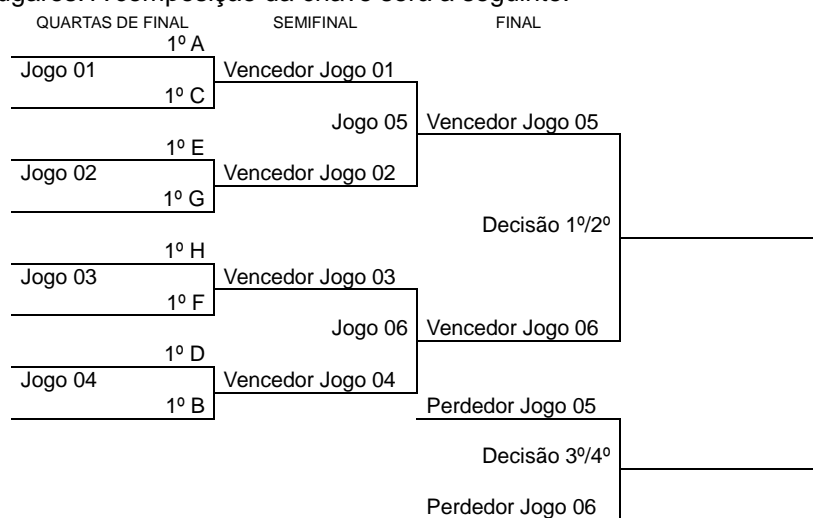 lugares. A composição da chave será a seguinte:
QUARTAS DE FINAL SEMIFINAL FINAL
1º A
Jogo 01 Vencedor Jogo 01
1º C
Jogo 05 Vencedor Jogo 05
1º E
Jogo 02 Vencedor Jogo 02
1º G
Decisão 1º/2º
1º H
Jogo 03 Vencedor Jogo 03
1º F
Jogo 06 Vencedor Jogo 06
1º D
Jogo 04 Vencedor Jogo 04
1º B
Perdedor Jogo 05
Decisão 3º/4º
Perdedor Jogo 06